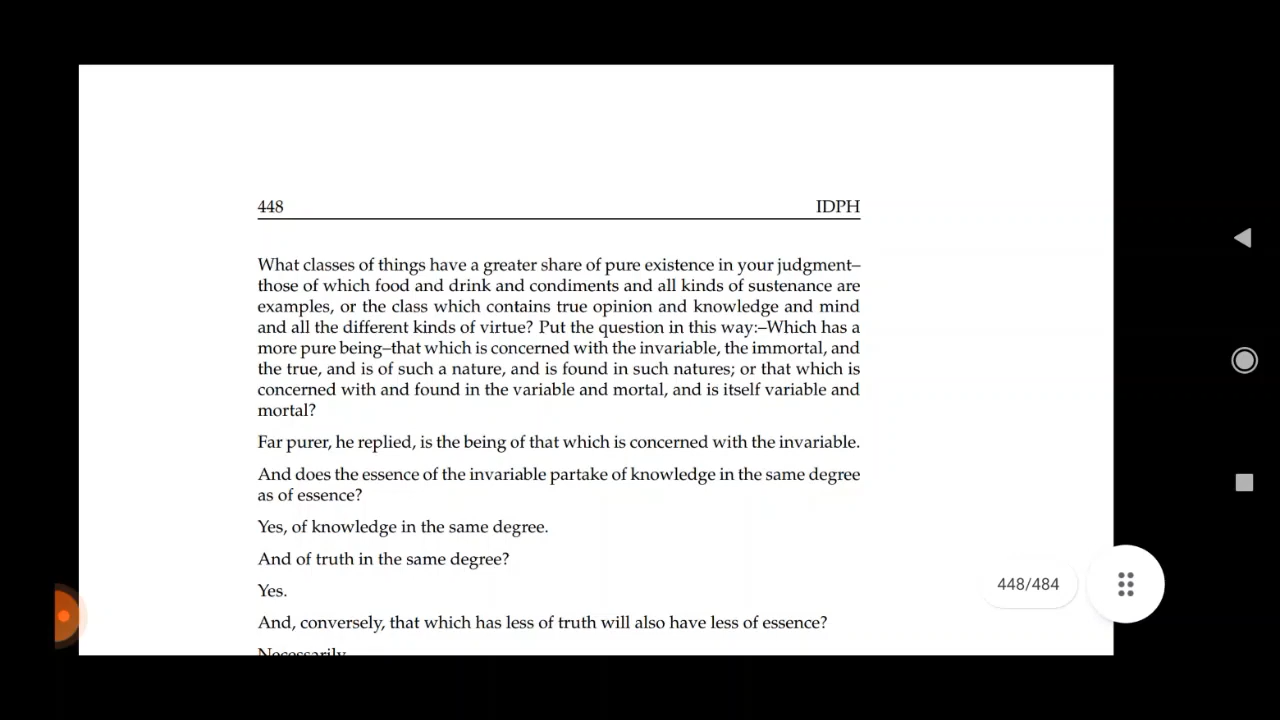 448 IDPH
What classes of things have a greater share of pure existence in your judgment–
those of which food and drink and condiments and all kinds of sustenance are
examples, or the class which contains true opinion and knowledge and mind
and all the different kinds of virtue? Put the question in this way:–Which has a
more pure being–that which is concerned with the invariable, the immortal, and
the true, and is of such a nature, and is found in such natures; or that which is
concerned with and found in the variable and mortal, and is itself variable and
mortal?
Far purer, he replied, is the being of that which is concerned with the invariable.
And does the essence of the invariable partake of knowledge in the same degree
as of essence?
Yes, of knowledge in the same degree.
And of truth in the same degree?
448/484
Yes.
And, conversely, that which has less of truth will also have less of essence?
Necessarily